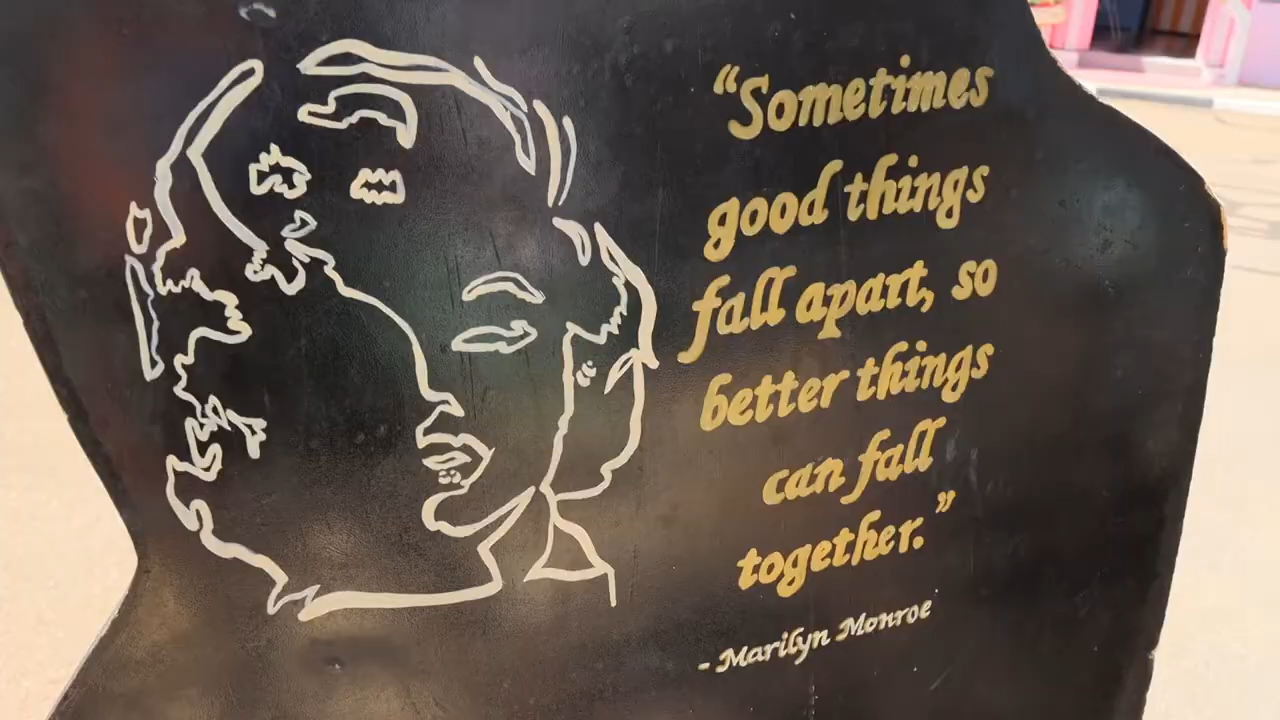 “Sometimes
good things
fall apart, so
better things
can fall
together.”
- Marilyn Monroe